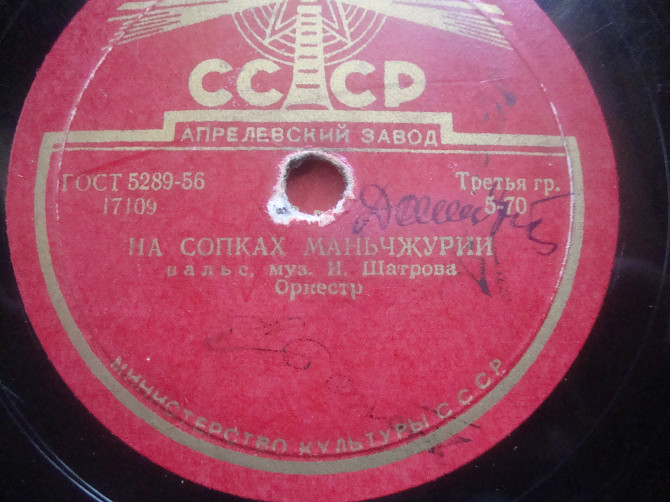 СССР
АПРЕЛЕВСКИЙ ЗАВОД
ГОСТ 5289-56
17109
Третья гр.
5-70
НА СОПКАХ МАНЬЧЖУРИИ
вальс, муз. И. Шатрова
Оркестр
МИНИСТЕРСТВО КУЛЬТУРЫ СССР